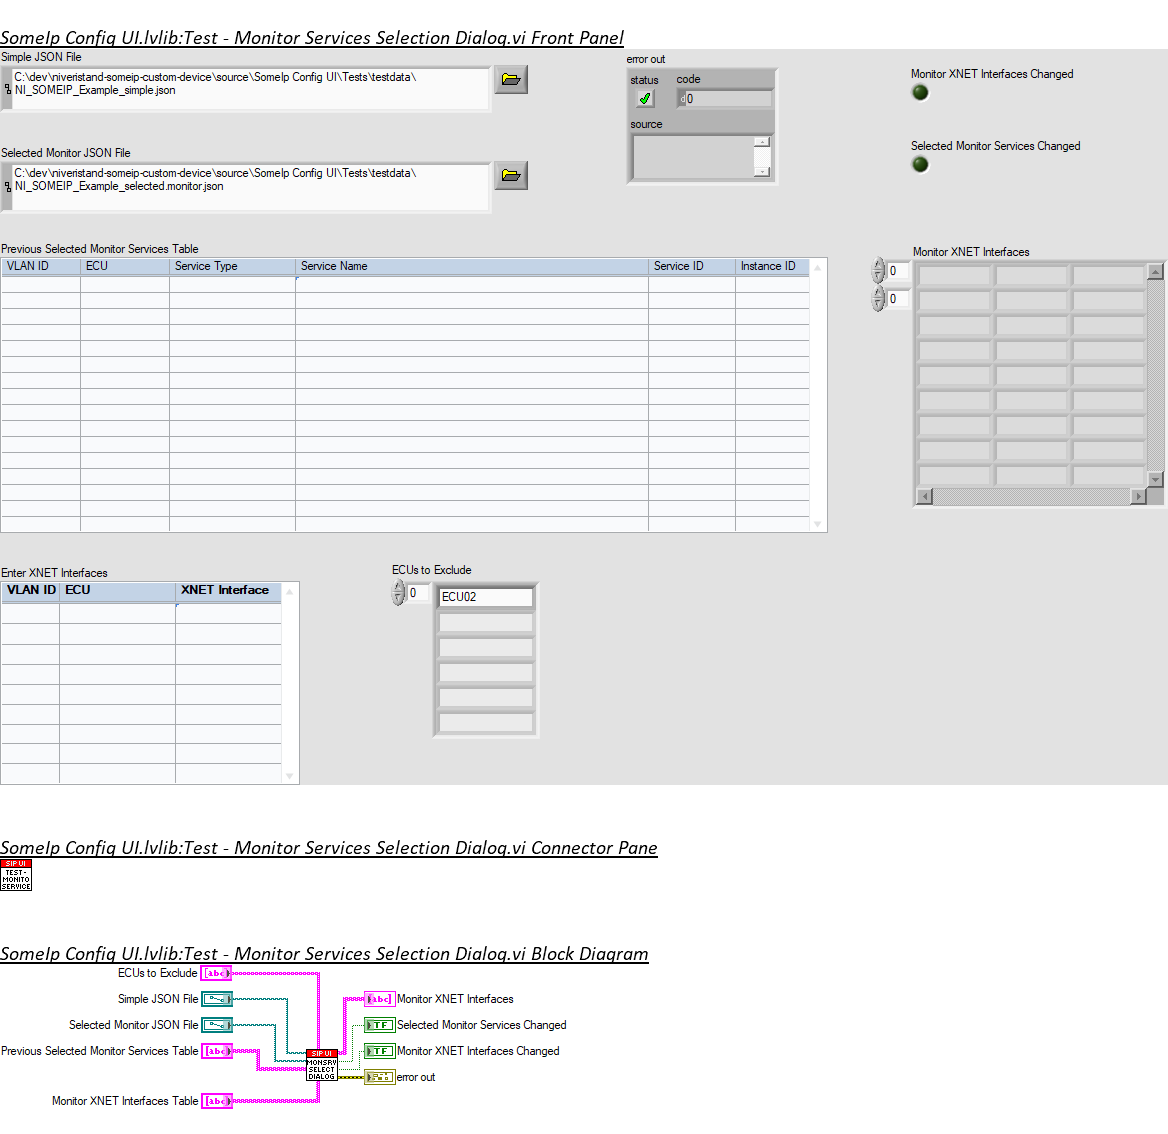 SomeIp Config UI.lvlib:Test - Monitor Services Selection Dialog.vi Front Panel
Simple JSON File
C:\dev\niveristand-someip-custom-device\source\SomeIp Config UI\Tests\testdata\
NI_SOMEIP_Example_simple.json
error out
status
code
d0
source
Monitor XNET Interfaces Changed
Selected Monitor Services Changed
Selected Monitor JSON File
C:\dev\niveristand-someip-custom-device\source\SomeIp Config UI\Tests\testdata\
NI_SOMEIP_Example_selected.monitor.json
Previous Selected Monitor Services Table
VLAN ID ECU Service Type Service Name Service ID Instance ID
Monitor XNET Interfaces
0
0
Enter XNET Interfaces
VLAN ID ECU XNET Interface
ECUs to Exclude
0
ECU02
SomeIp Config UI.lvlib:Test - Monitor Services Selection Dialog.vi Connector Pane
SIP UI
TEST-
MONITO
SERVICE
SomeIp Config UI.lvlib:Test - Monitor Services Selection Dialog.vi Block Diagram
ECUs to Exclude
abc
Simple JSON File
Monitor XNET Interfaces
abc
Selected Monitor JSON File
Selected Monitor Services Changed
TF
Previous Selected Monitor Services Table
abc
Monitor XNET Interfaces Changed
TF
SIP UI
MONSRV
SELECT
DIALOG
error out
Monitor XNET Interfaces Table
abc